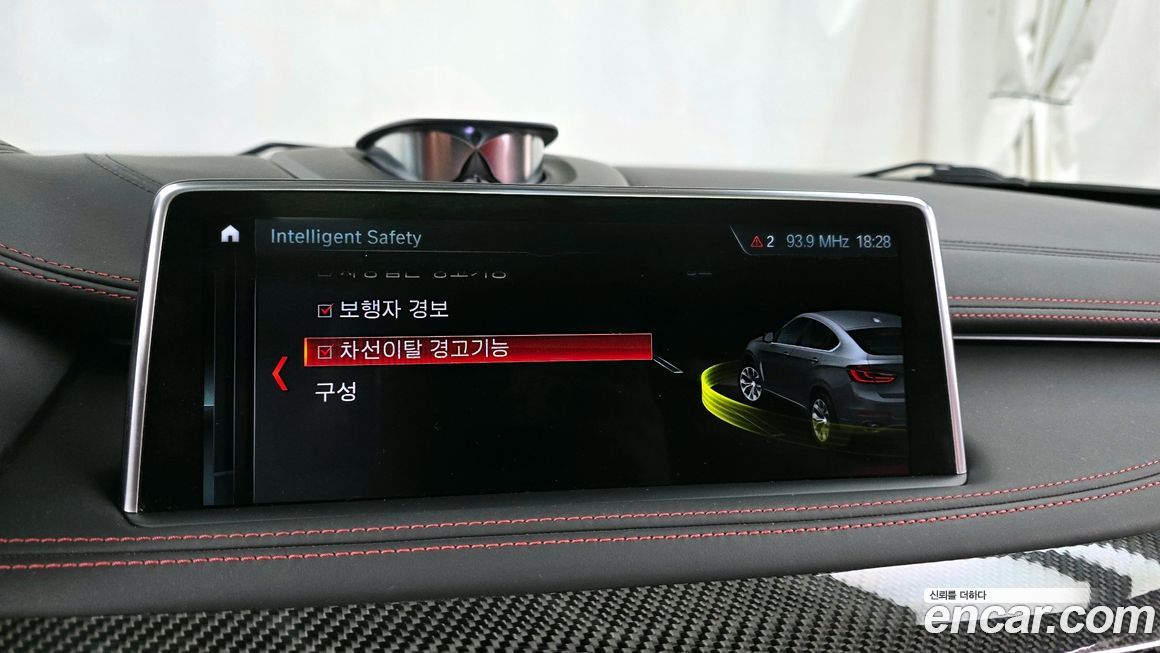 Intelligent Safety
2 93.9 MHz 18:28
보행자 경보
차선이탈 경고기능
구성
신뢰를 더하다
encar.com